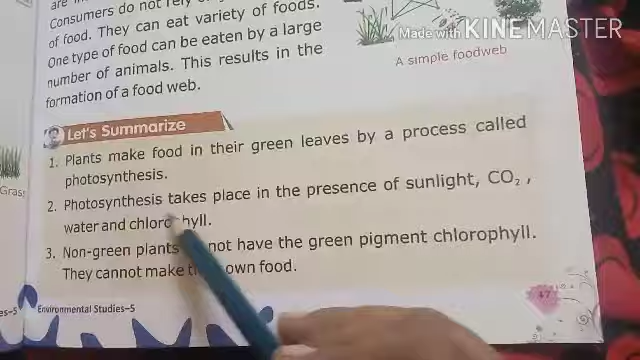 Consumers do not rely
of food. They can eat variety of foods.
One type of food can be eaten by a large
number of animals. This results in the
formation of a food web.
Made with KINEMASTER
A simple foodweb
Let's Summarize
1. Plants make food in their green leaves by a process called
photosynthesis.
2. Photosynthesis takes place in the presence of sunlight, CO₂,
water and chlorophyll.
3. Non-green plants not have the green pigment chlorophyll.
They cannot make own food.
Grass
es–5
Environmental Studies–5
47